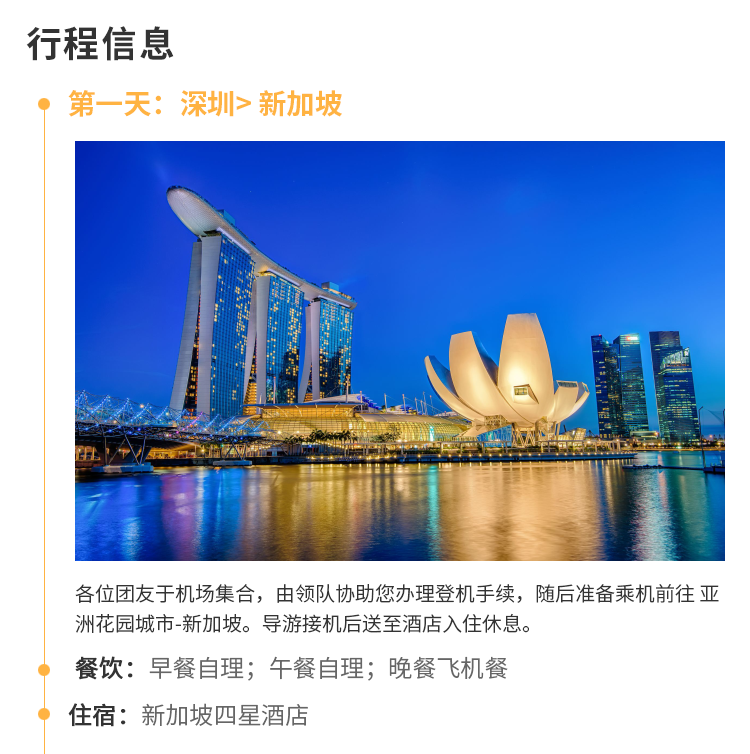 行程信息
第一天：深圳> 新加坡
各位团友于机场集合，由领队协助您办理登机手续，随后准备乘机前往 亚
洲花园城市-新加坡。导游接机后送至酒店入住休息。
餐饮：早餐自理；午餐自理；晚餐飞机餐
住宿：新加坡四星酒店